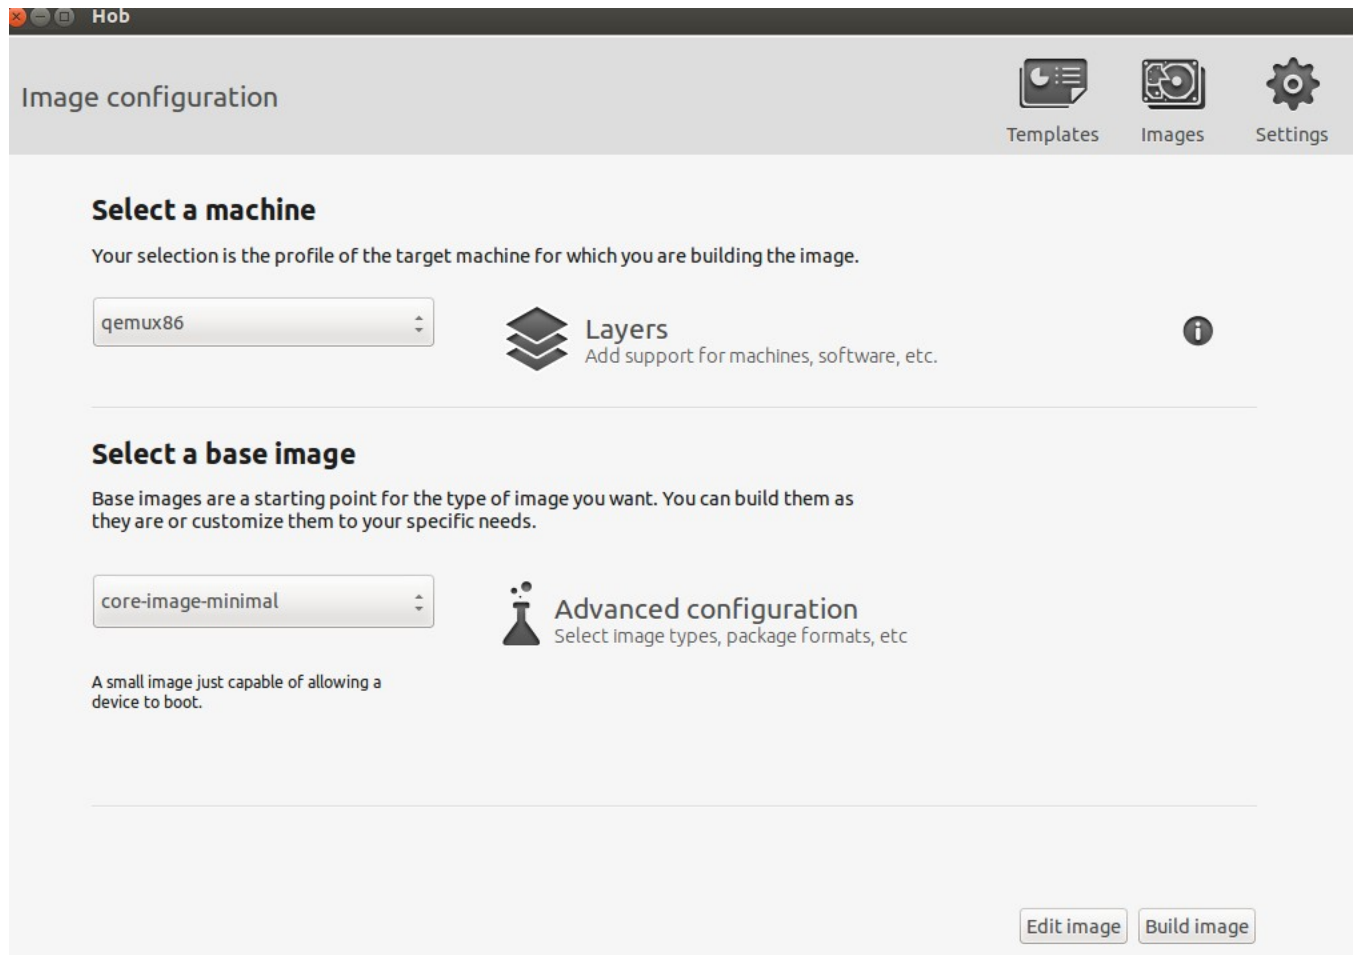 Hob
Image configuration
Templates
Images
Settings
Select a machine
Your selection is the profile of the target machine for which you are building the image.
qemux86
Layers
Add support for machines, software, etc.
Select a base image
Base images are a starting point for the type of image you want. You can build them as
they are or customize them to your specific needs.
core-image-minimal
Advanced configuration
Select image types, package formats, etc
A small image just capable of allowing a
device to boot.
Edit image
Build image